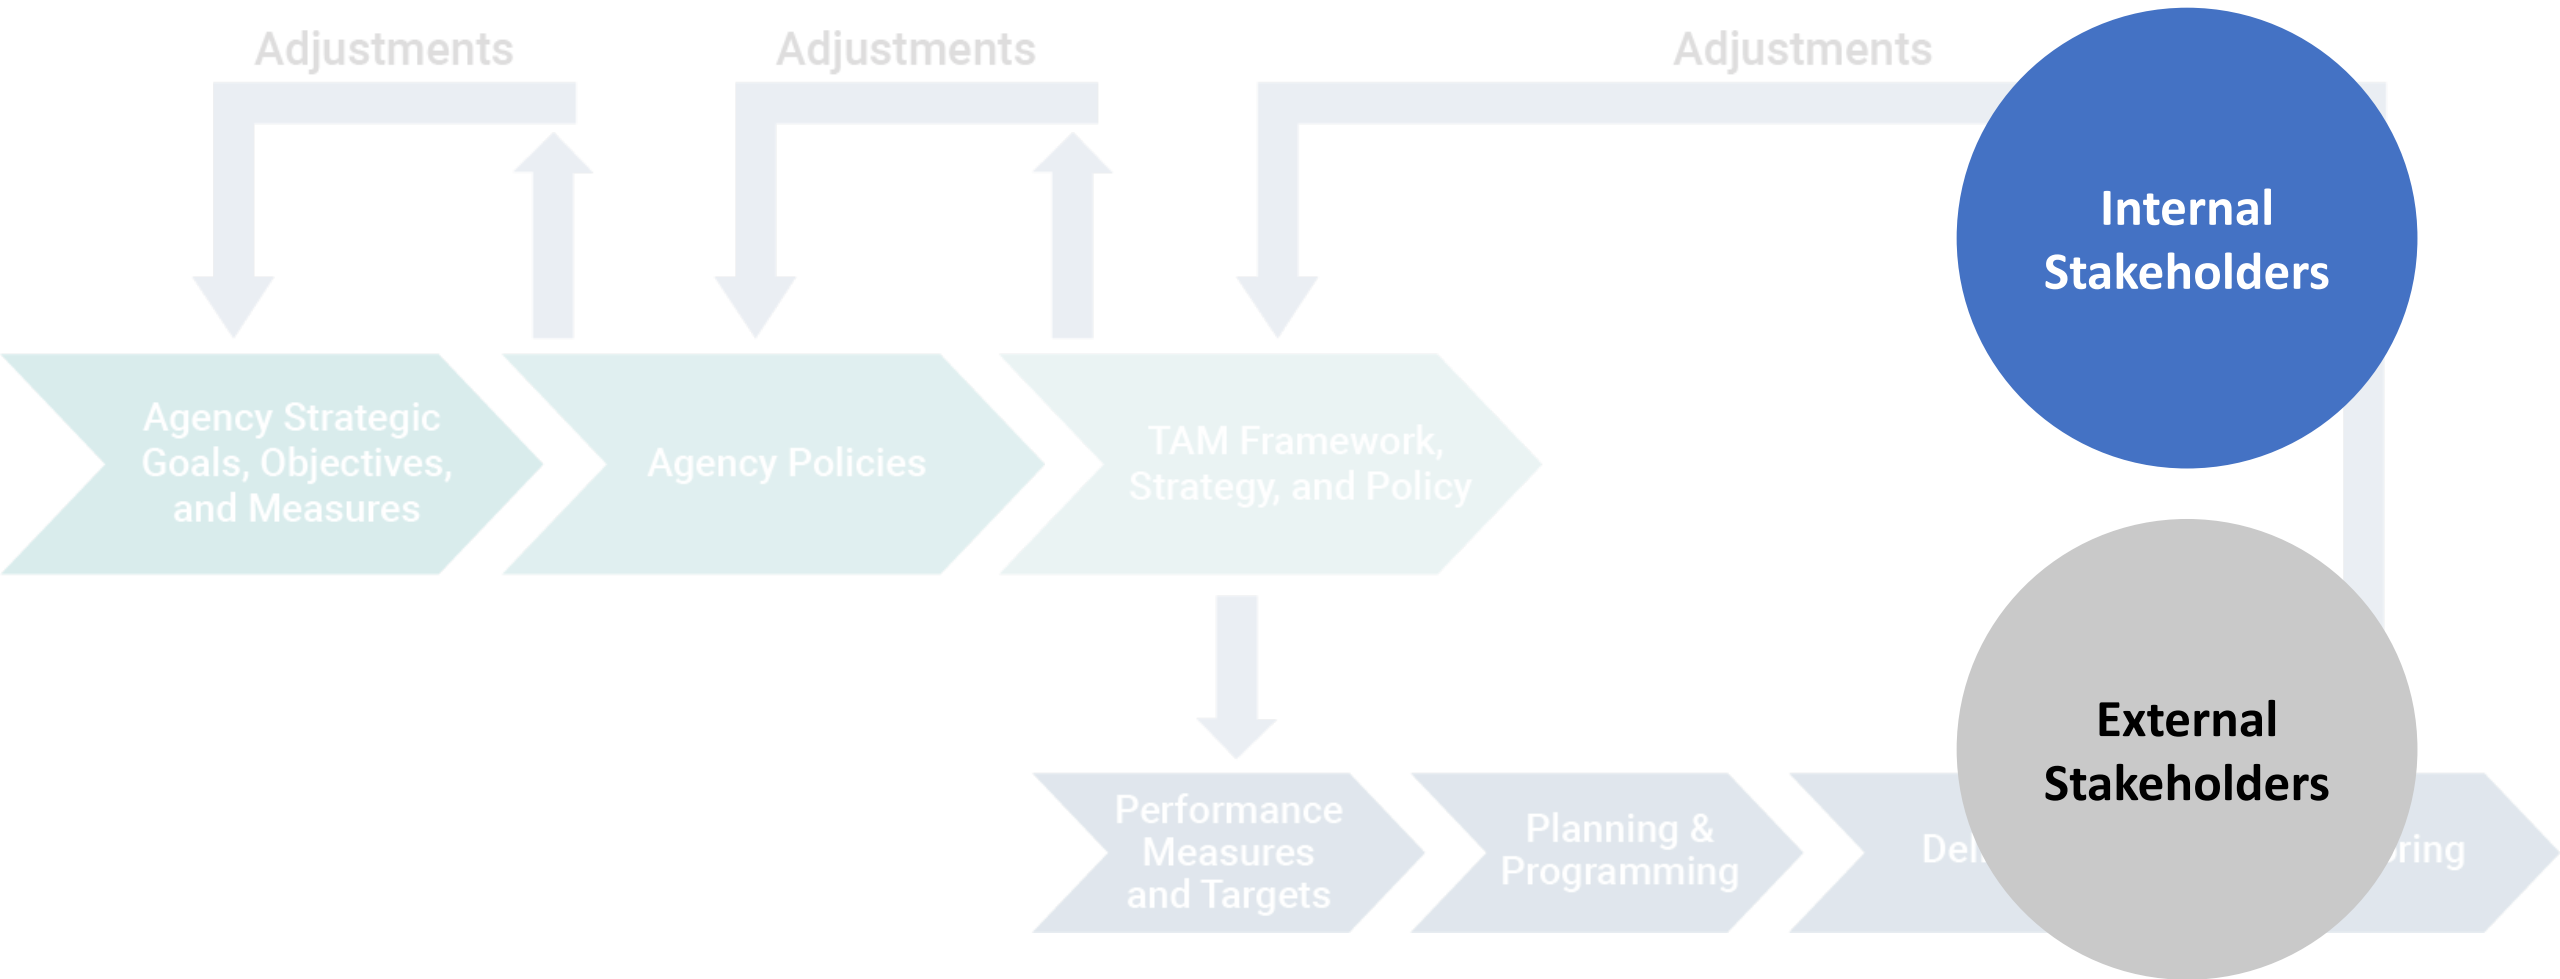 Adjustments
Adjustments
Adjustments
Internal
Stakeholders
Agency Strategic
Goals, Objectives,
and Measures
Agency Policies
TAM Framework,
Strategy, and Policy
External
Stakeholders
Performance
Measures
and Targets
Planning &
Programming